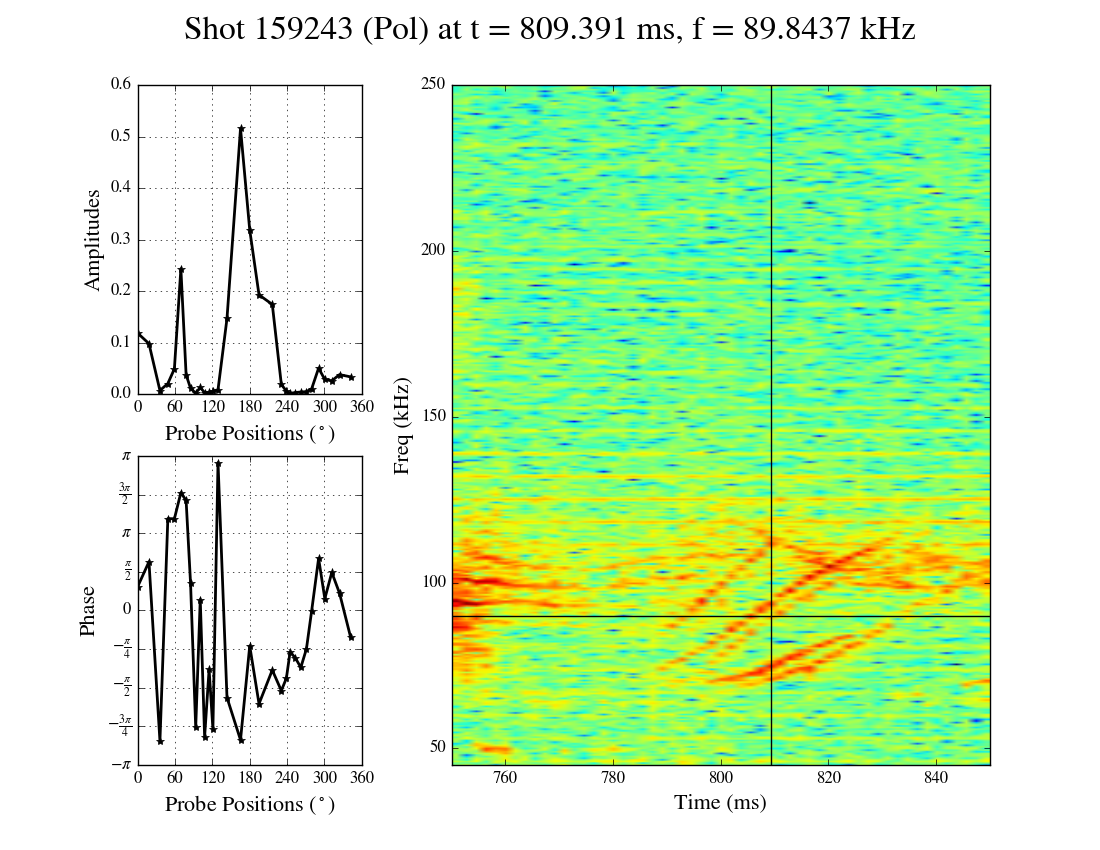 Shot 159243 (Pol) at t = 809.391 ms, f = 89.8437 kHz
0.6
0.5
0.4
0.3
0.2
0.1
0.0
Amplitudes
0 60 120 180 240 300 360
Probe Positions (°)
π
3π/2
π
π/2
0
−π/4
−π/2
−3π/4
−π
Phase
0 60 120 180 240 300 360
Probe Positions (°)
250
200
150
100
50
Freq (kHz)
760 780 800 820 840
Time (ms)